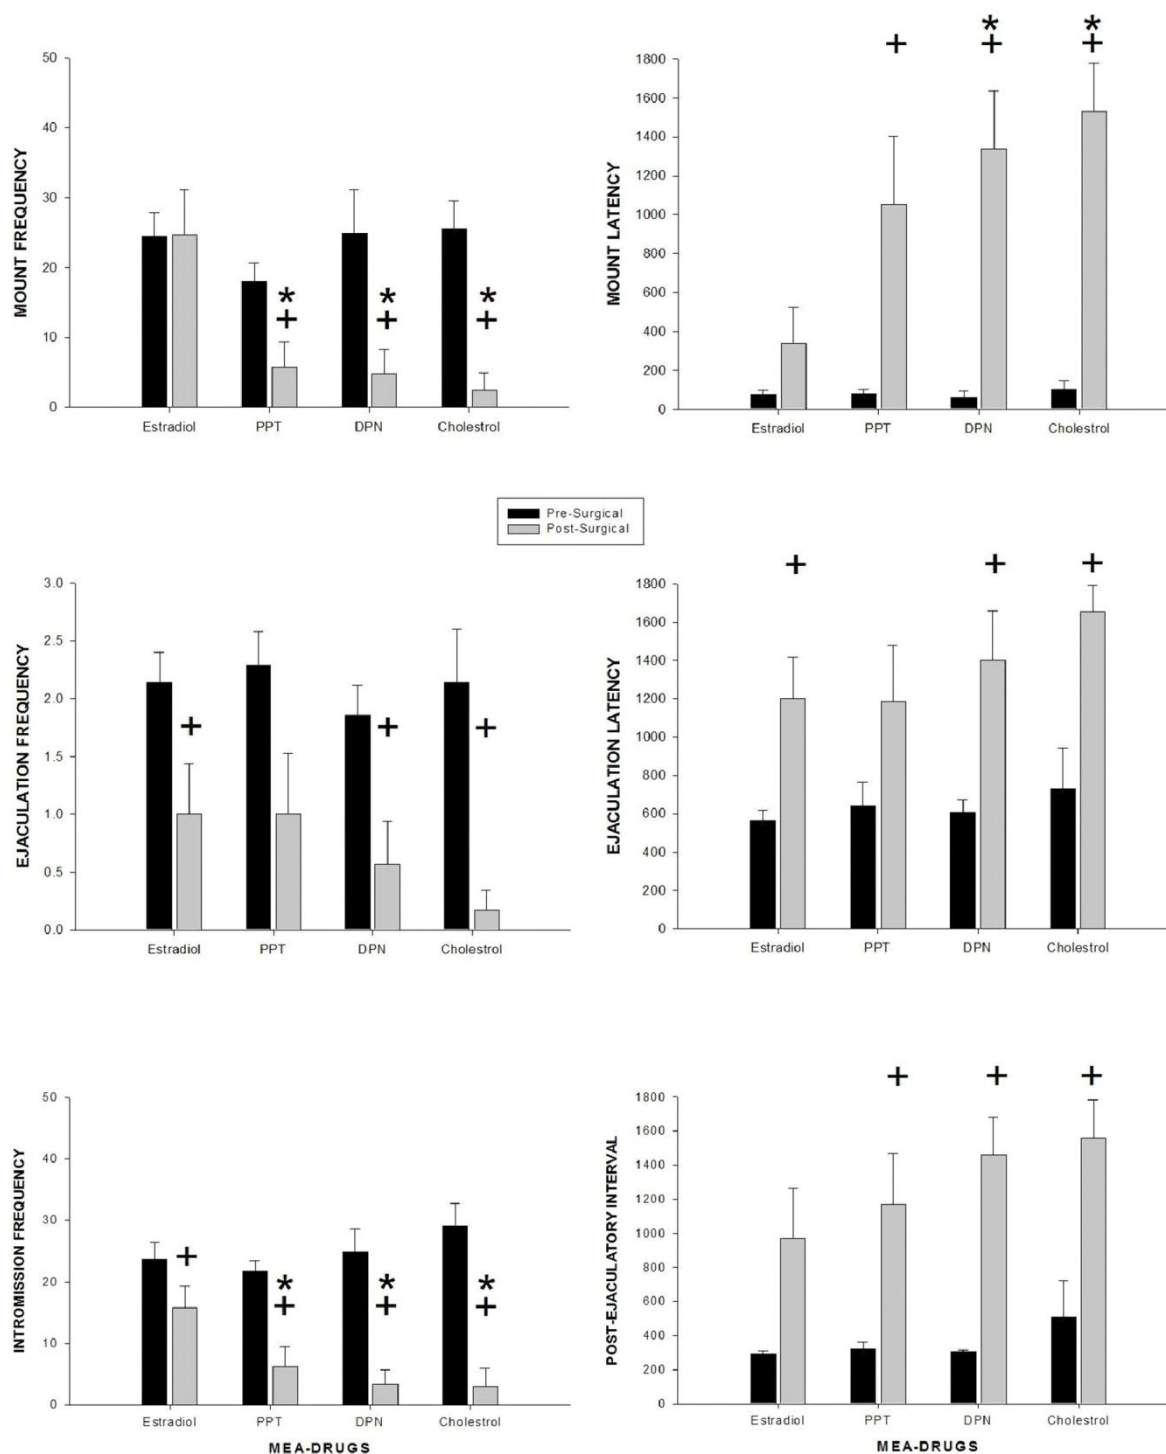 MOUNT FREQUENCY
50
40
30
20
10
0
* + * + * +
Estradiol PPT DPN Cholestrol
MOUNT LATENCY
1800
1600
1400
1200
1000
800
600
400
200
0
+ * + * +
Estradiol PPT DPN Cholestrol
Pre-Surgical
Post-Surgical
EJACULATION FREQUENCY
3.0
2.5
2.0
1.5
1.0
0.5
0.0
+ + +
Estradiol PPT DPN Cholestrol
EJACULATION LATENCY
1800
1600
1400
1200
1000
800
600
400
200
0
+ + +
Estradiol PPT DPN Cholestrol
INTROMISSION FREQUENCY
50
40
30
20
10
0
+ * + * + * +
Estradiol PPT DPN Cholestrol
MEA-DRUGS
POST-EJACULATORY INTERVAL
1800
1600
1400
1200
1000
800
600
400
200
0
+ + +
Estradiol PPT DPN Cholestrol
MEA-DRUGS